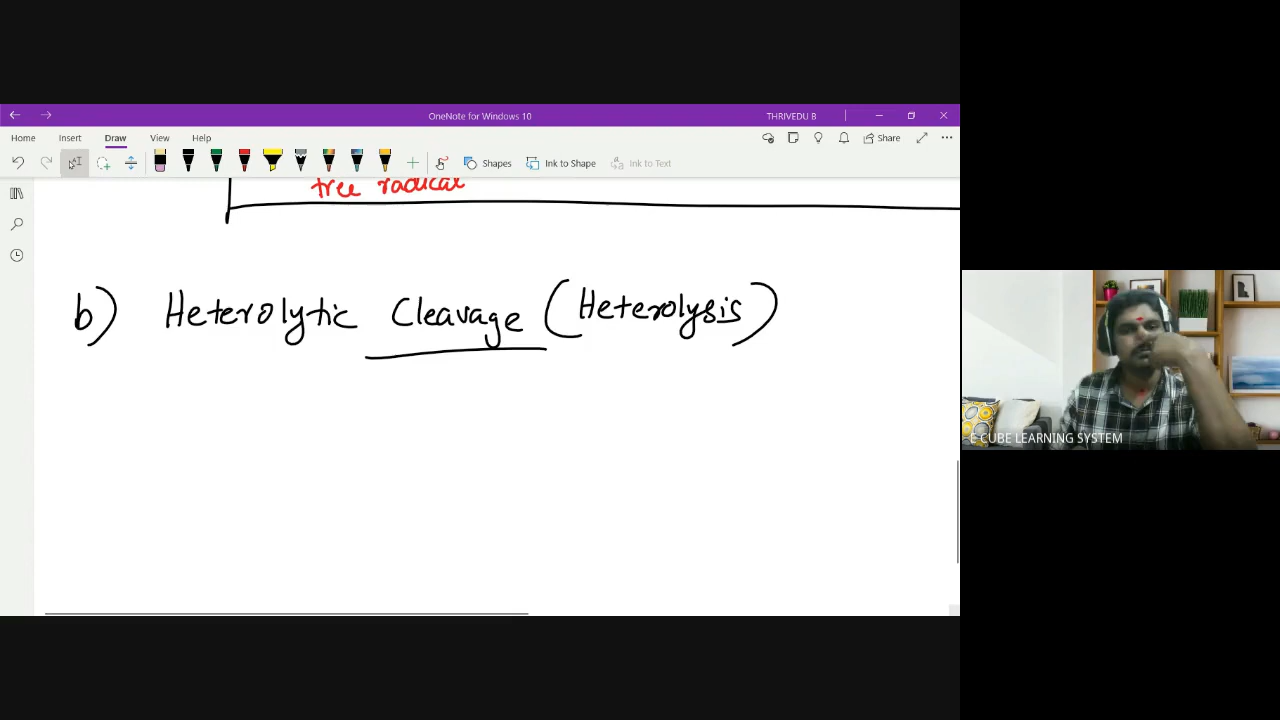 OneNote for Windows 10
THRIVEDU B
Home Insert Draw View Help
Share
Shapes Ink to Shape Ink to Text
free radical
b) Heterolytic Cleavage (Heterolysis)
E CUBE LEARNING SYSTEM